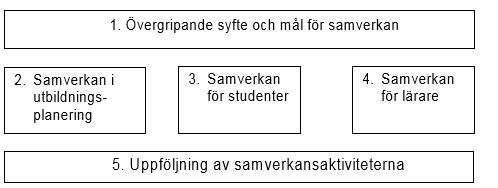 1. Övergripande syfte och mål för samverkan
2. Samverkan i
utbildnings-
planering
3. Samverkan
för studenter
4. Samverkan
för lärare
5. Uppföljning av samverkansaktiviteterna